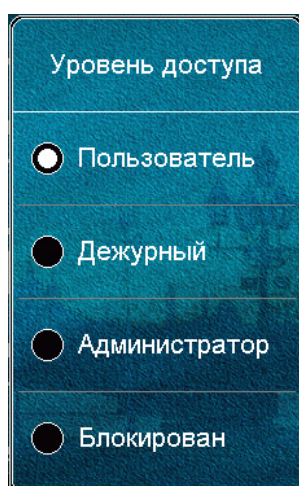 Уровень доступа
Пользователь
Дежурный
Администратор
Блокирован